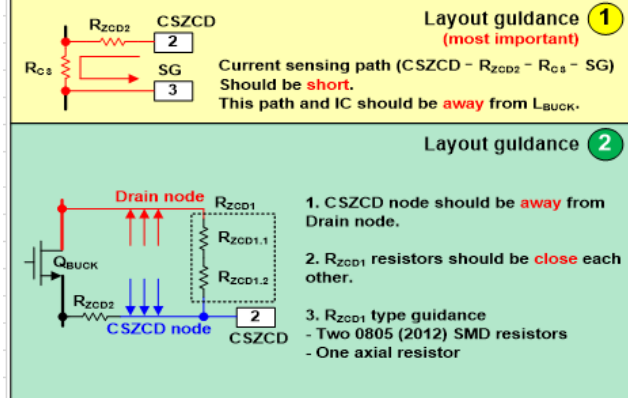 Layout guldance 1
(most important)
RZCD2
CSZCD
2
RCS
SG
3
Current sensing path (CSZCD – RZCD2 – RCS – SG)
Should be short.
This path and IC should be away from LBUCK.
Layout guldance 2
Drain node
RZCD1
QBUCK
RZCD1.1
RZCD1.2
RZCD2
CSZCD node
2
CSZCD
1. CSZCD node should be away from
Drain node.
2. RZCD1 resistors should be close each
other.
3. RZCD1 type guidance
- Two 0805 (2012) SMD resistors
- One axial resistor